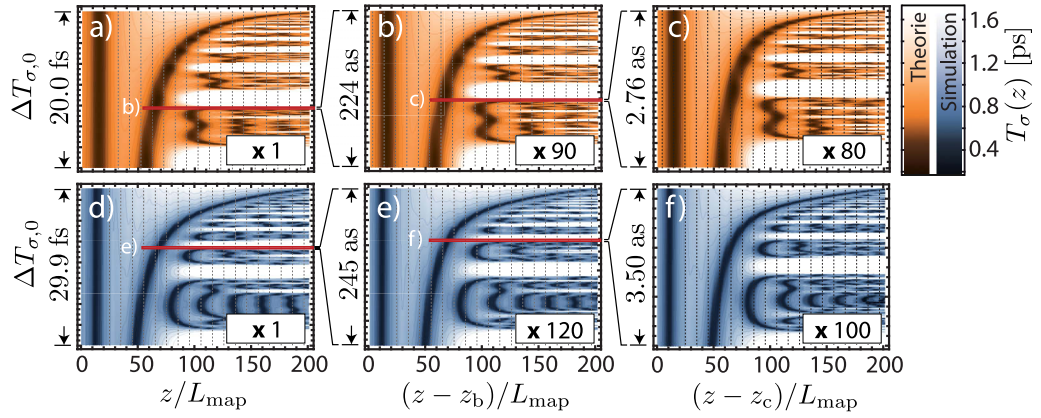 ΔT_{σ,0}
20.0 fs
a)
b)
x 1
224 as
b)
c)
x 90
2.76 as
c)
x 80
Theorie
Simulation
1.6
1.2
0.8
0.4
T_σ(z) [ps]
ΔT_{σ,0}
29.9 fs
d)
e)
x 1
245 as
e)
f)
x 120
3.50 as
f)
x 100
0 50 100 150 200
0 50 100 150 200
0 50 100 150 200
z/L_map
(z − z_b)/L_map
(z − z_c)/L_map